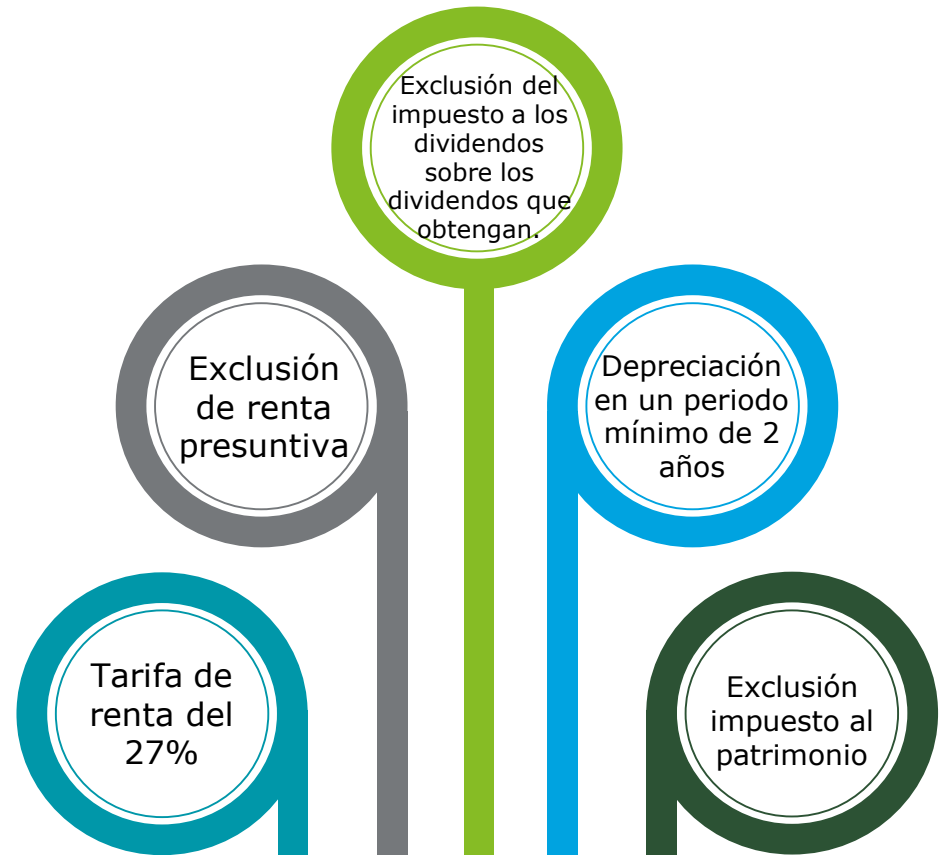 Exclusión del
impuesto a los
dividendos
sobre los
dividendos que
obtengan.
Exclusión
de renta
presuntiva
Depreciación
en un periodo
mínimo de 2
años
Tarifa de
renta del
27%
Exclusión
impuesto al
patrimonio